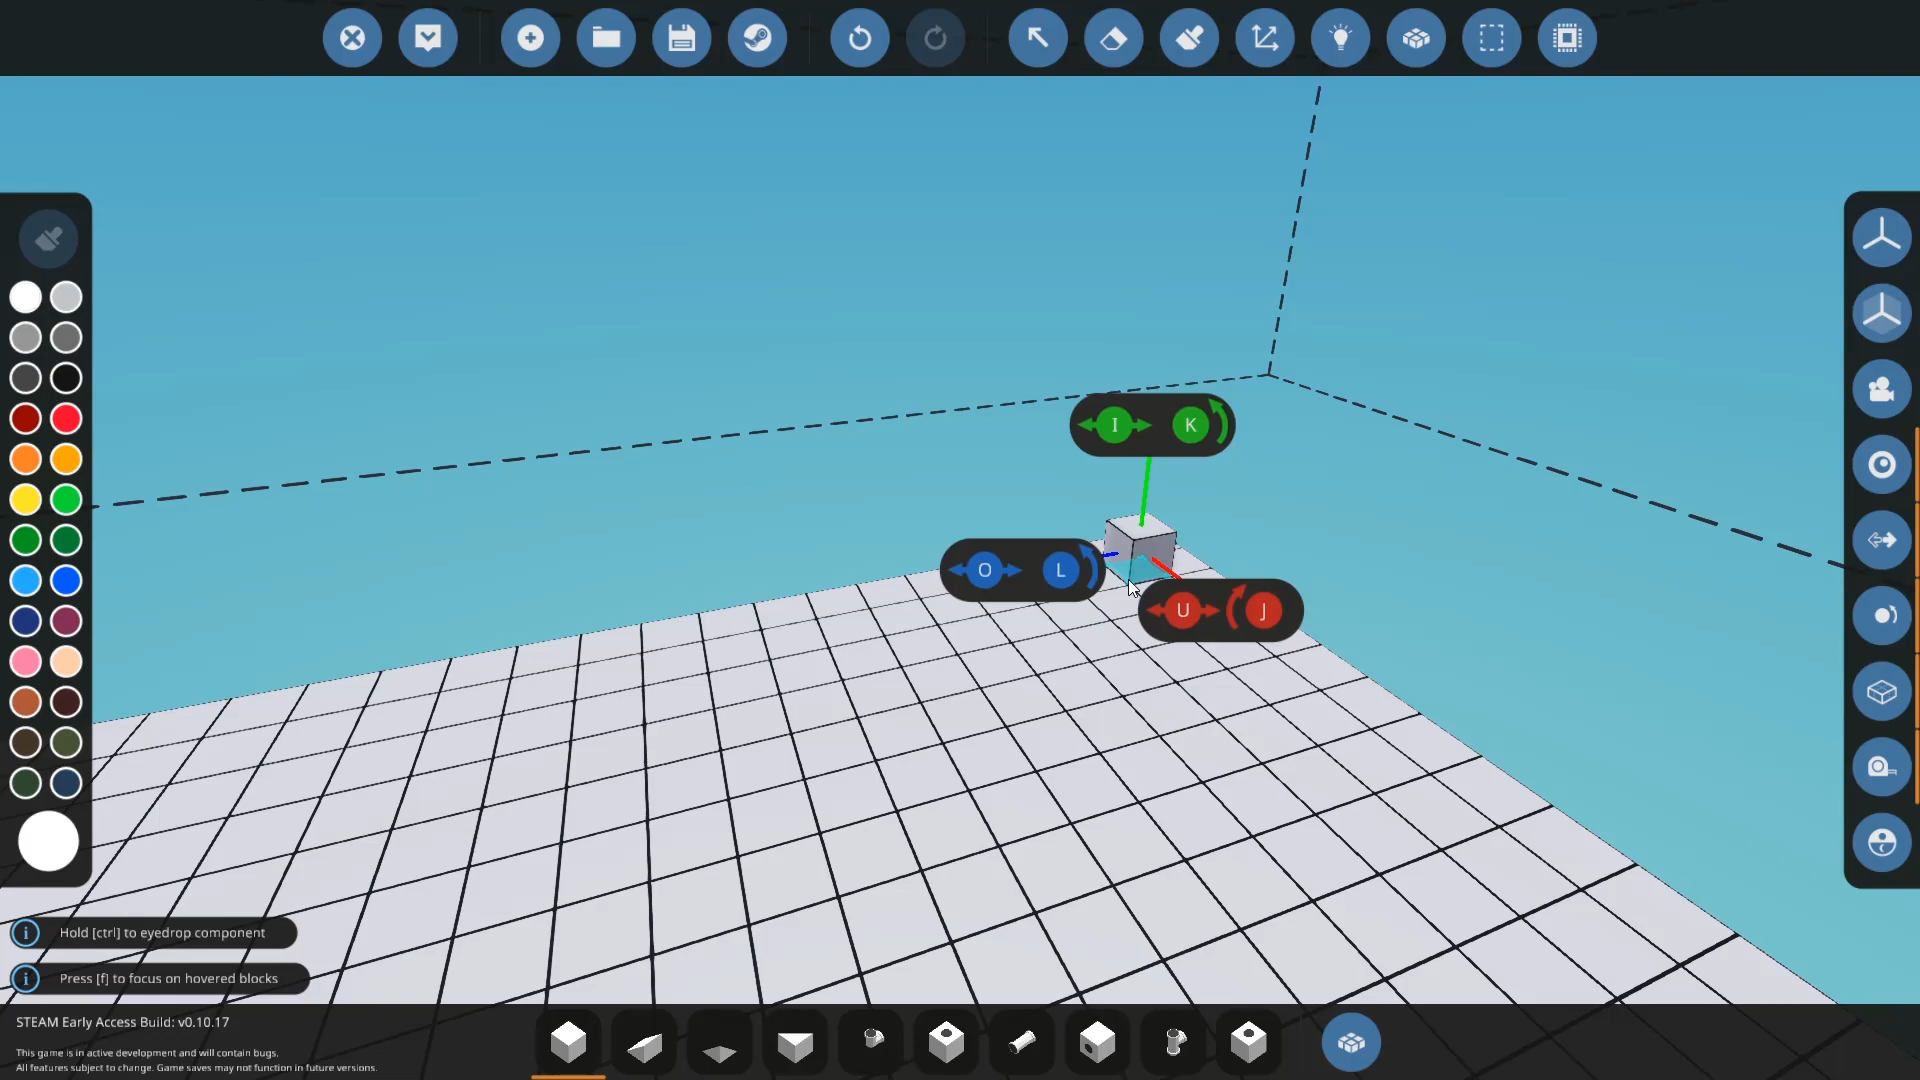 I K
O L
U J
Hold [ctrl] to eyedrop component
Press [f] to focus on hovered blocks
STEAM Early Access Build: v0.10.17
This game is in active development and will contain bugs.
All features subject to change. Game saves may not function in future versions.